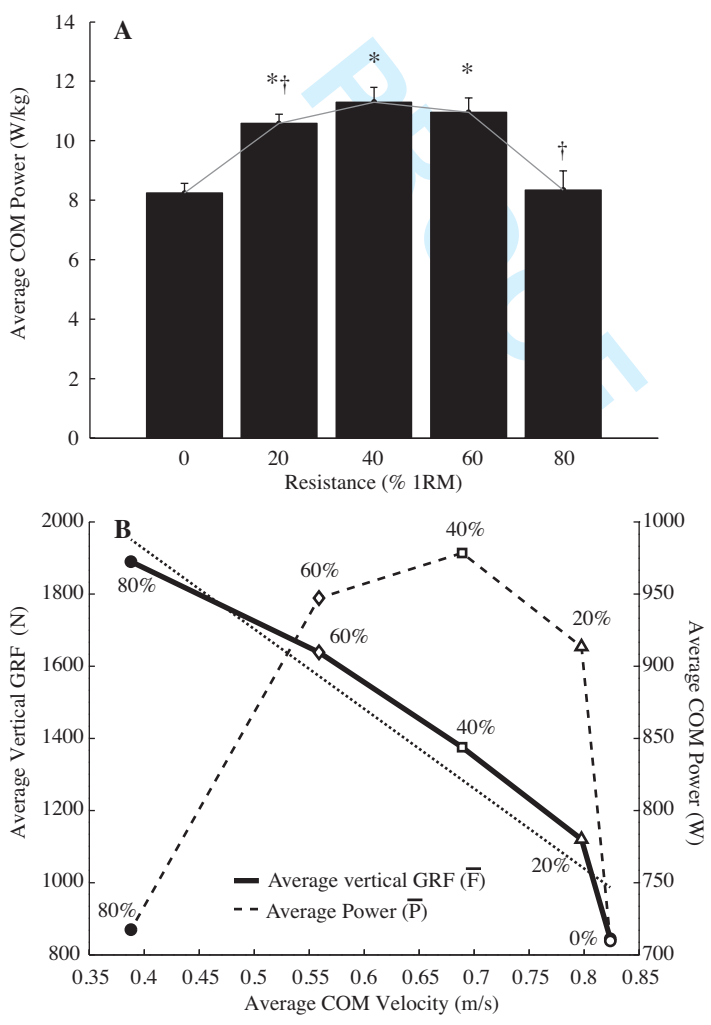 A
14
12
10
8
6
4
2
0
Average COM Power (W/kg)
*†
*
*
†
0 20 40 60 80
Resistance (% 1RM)
PROOF
B
2000
1800
1600
1400
1200
1000
800
Average Vertical GRF (N)
1000
950
900
850
800
750
700
Average COM Power (W)
80%
60%
40%
20%
60%
40%
20%
80%
0%
Average vertical GRF (F̅)
Average Power (P̅)
0.35 0.4 0.45 0.55 0.6 0.65 0.7 0.75 0.8 0.85
Average COM Velocity (m/s)